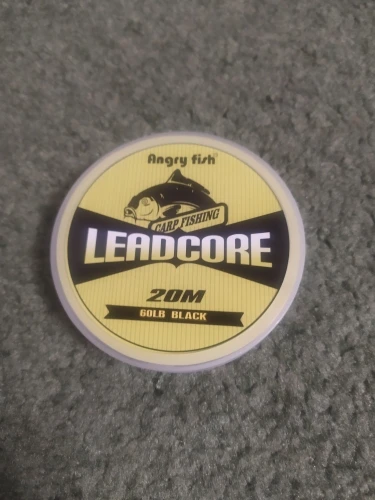 Angry fish
CARP FISHING
LEADCORE
20M
60LB BLACK